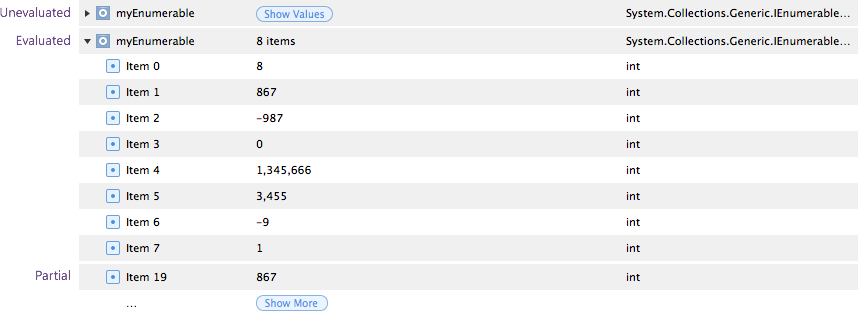 Unevaluated myEnumerable Show Values System.Collections.Generic.IEnumerable...
Evaluated myEnumerable 8 items System.Collections.Generic.IEnumerable...
Item 0 8 int
Item 1 867 int
Item 2 -987 int
Item 3 0 int
Item 4 1,345,666 int
Item 5 3,455 int
Item 6 -9 int
Item 7 1 int
Partial Item 19 867 int
... Show More